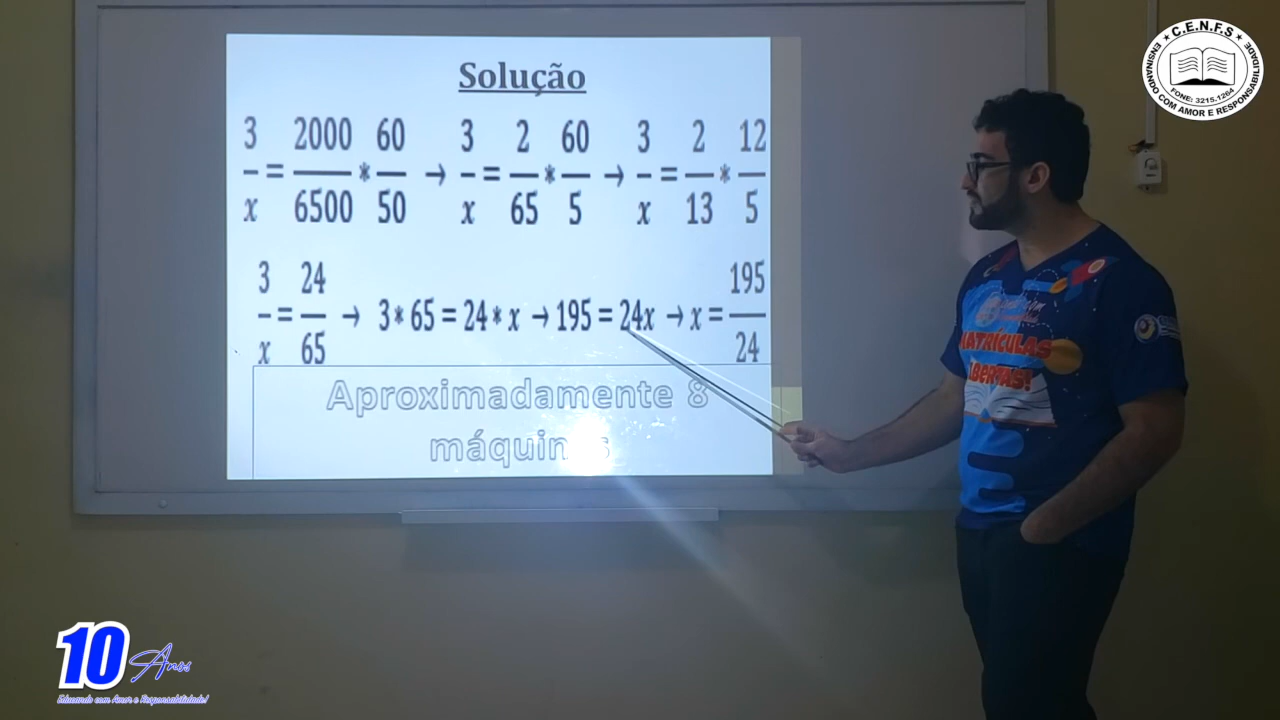 Solução
3/x = 2000/6500 * 60/50 → 3/x = 2/65 * 60/5 → 3/x = 2/13 * 12/5
3/x = 24/65 → 3 * 65 = 24 * x → 195 = 24x → x = 195/24
Aproximadamente 8
máquinas
C.E.N.F.S
ENSINANDO COM AMOR E RESPONSABILIDADE
FONE: 3215.1264
MATRÍCULAS
ABERTAS!
10 Anos
Educando com Amor e Responsabilidade!